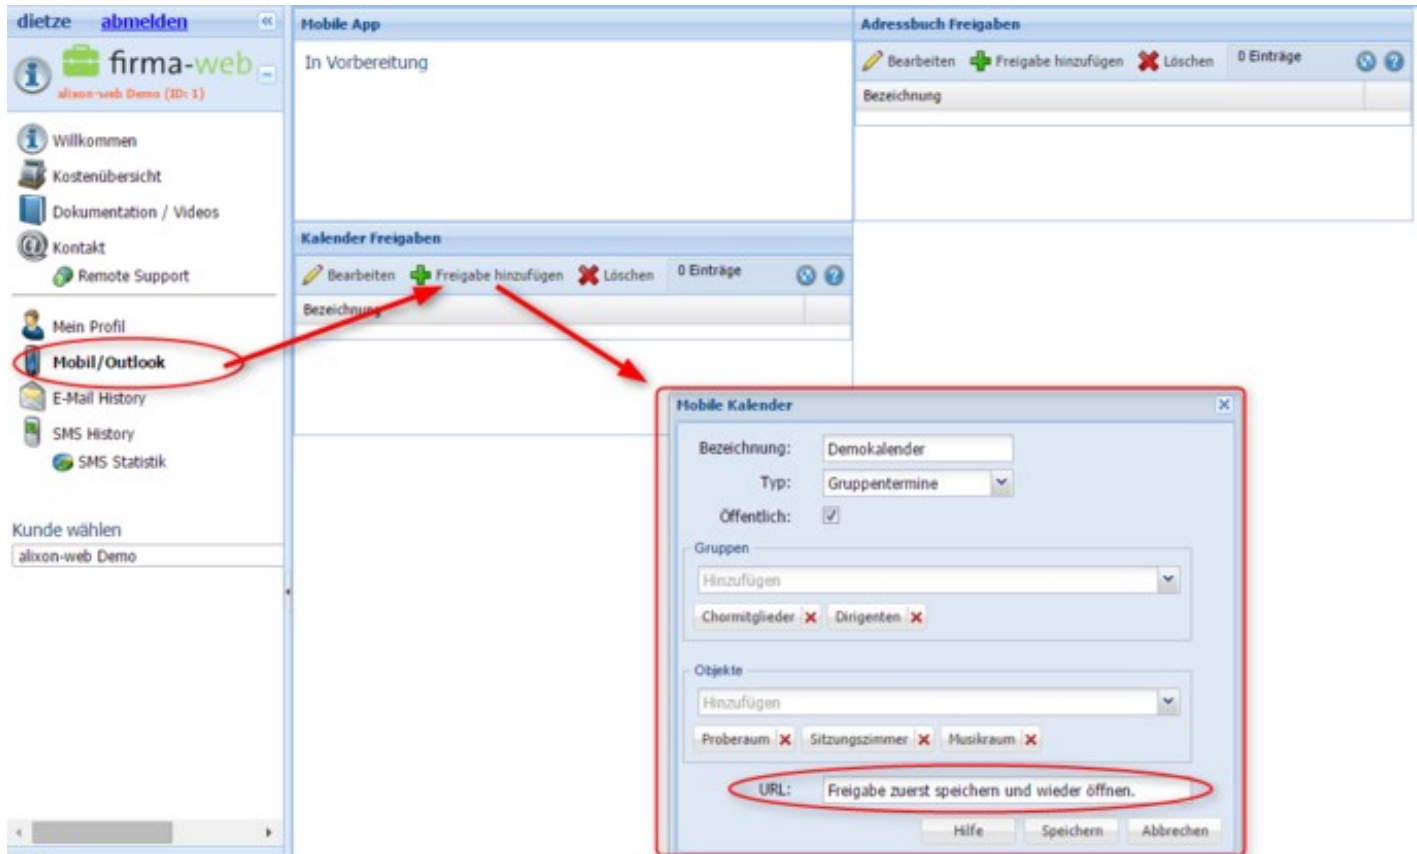 dietze abmelden
firma-web
alixon-web Demo (ID: 1)
Willkommen
Kostenübersicht
Dokumentation / Videos
Kontakt
Remote Support
Mein Profil
Mobil/Outlook
E-Mail History
SMS History
SMS Statistik
Kunde wählen
alixon-web Demo
Mobile App
In Vorbereitung
Kalender Freigaben
Bearbeiten Freigabe hinzufügen Löschen 0 Einträge
Bezeichnung
Adressbuch Freigaben
Bearbeiten Freigabe hinzufügen Löschen 0 Einträge
Bezeichnung
Mobile Kalender
Bezeichnung: Demokalender
Typ: Gruppentermine
Öffentlich:
Gruppen
Hinzufügen
Chormitglieder Dirigenten
Objekte
Hinzufügen
Proberaum Sitzungszimmer Musikraum
URL: Freigabe zuerst speichern und wieder öffnen.
Hilfe Speichern Abbrechen